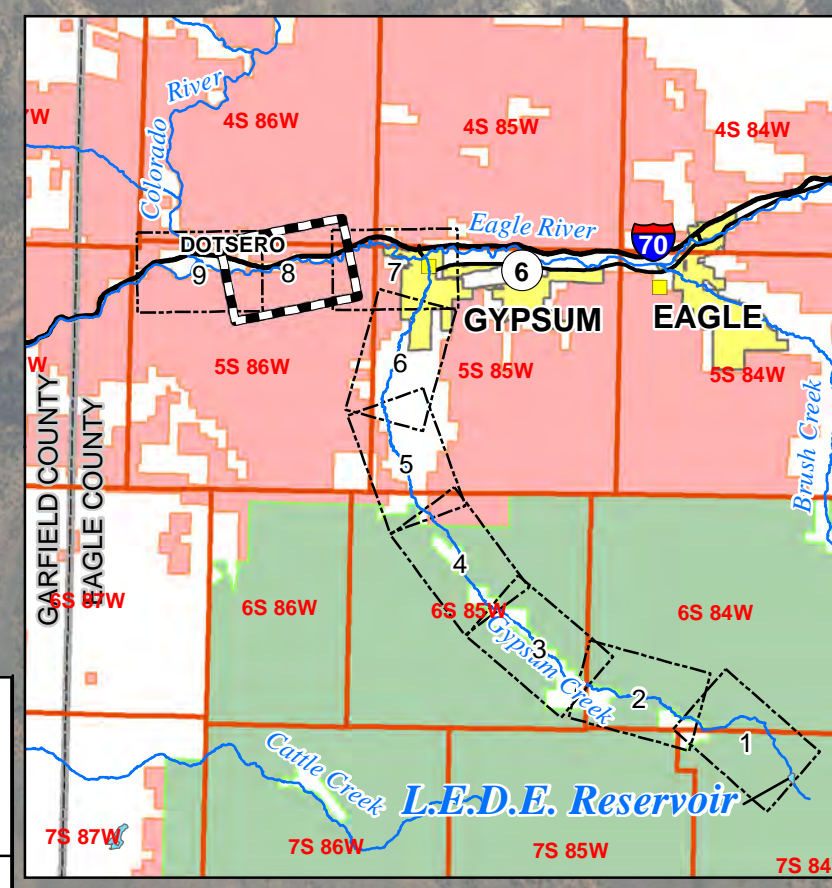 River
Colorado
4S 86W
4S 85W
4S 84W
W
Eagle River
70
DOTSERO
9
8
7
6
GYPSUM
EAGLE
W
5S 86W
6
5S 85W
5S 84W
Brush Creek
GARFIELD COUNTY
EAGLE COUNTY
5
4
6S 87W
6S 86W
6S 85W
6S 84W
3
Gypsum Creek
2
1
Cattle Creek
L.E.D.E. Reservoir
7S 87W
7S 86W
7S 85W
7S 84